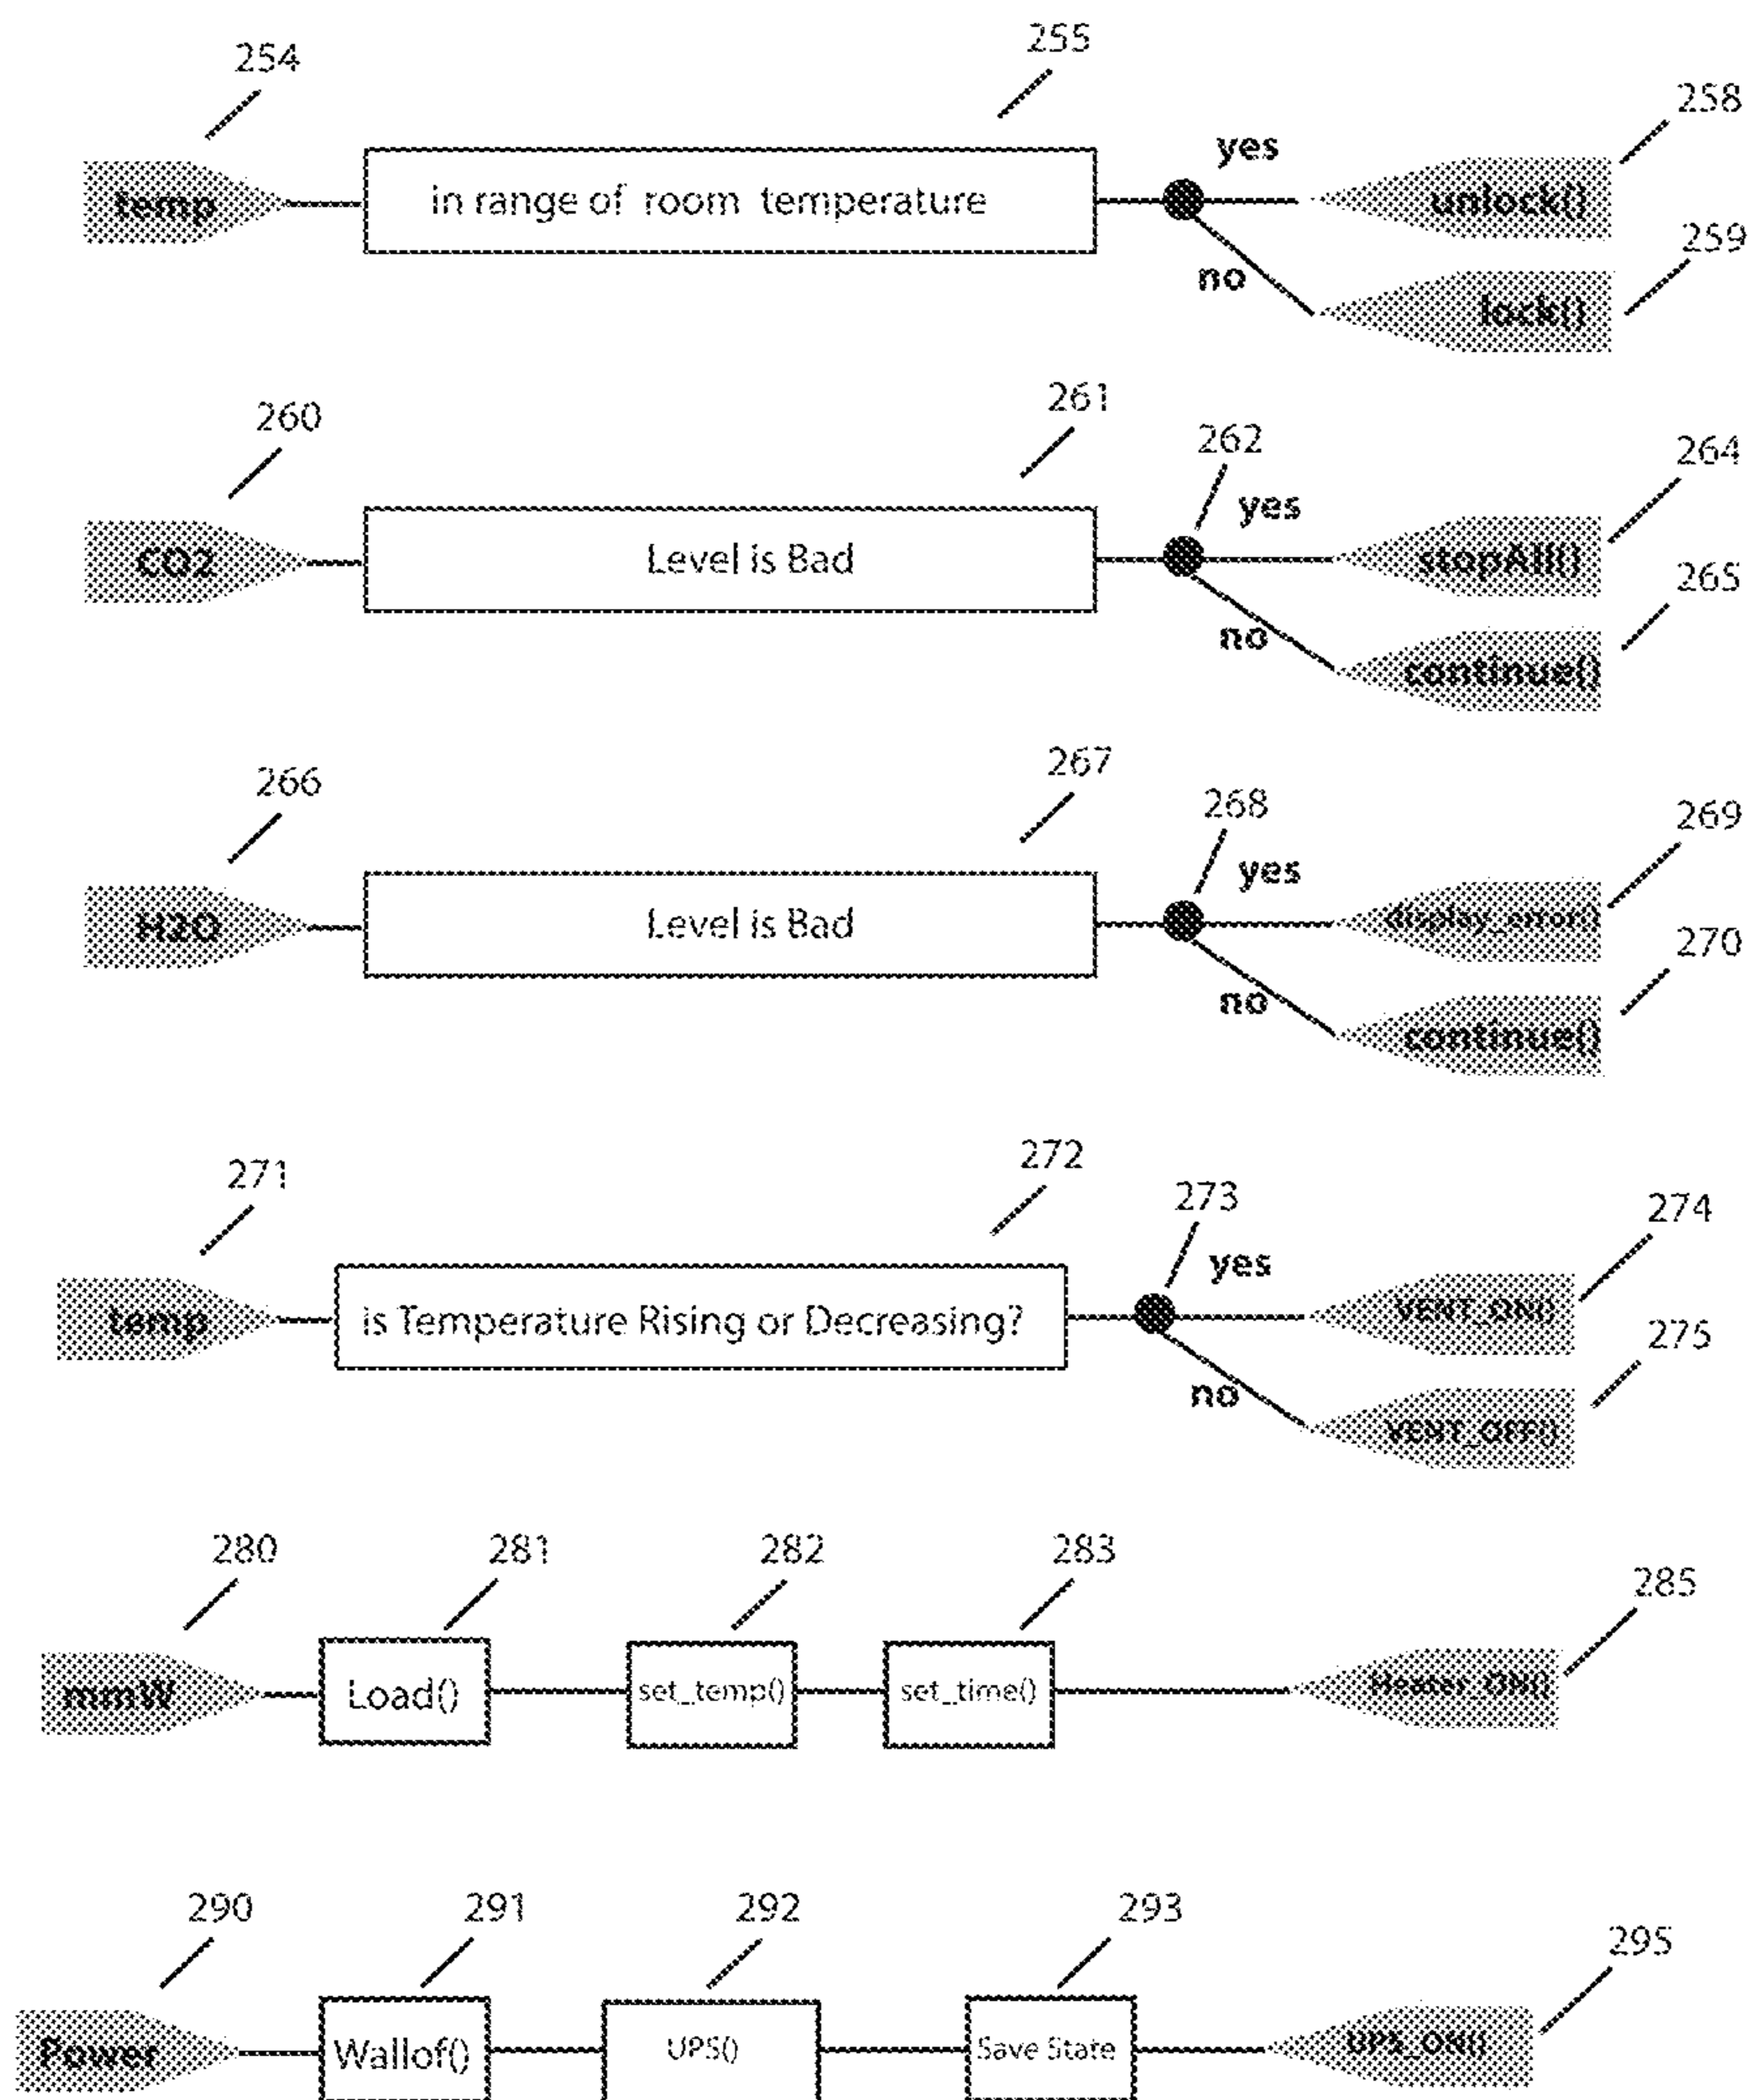 254
255
258
temp
in range of room temperature
yes
unlock()
no
259
lock()
260
261
262
264
CO2
Level is Bad
yes
stopAll()
no
265
continue()
266
267
268
269
H2O
Level is Bad
yes
display_error()
no
270
continue()
271
272
273
274
temp
is Temperature Rising or Decreasing?
yes
VENT_ON()
no
275
VENT_OFF()
280
281
282
283
285
mmW
Load()
set_temp()
set_time()
Heater_ON()
290
291
292
293
295
Power
Wallof()
UPS()
Save State
UPS_ON()